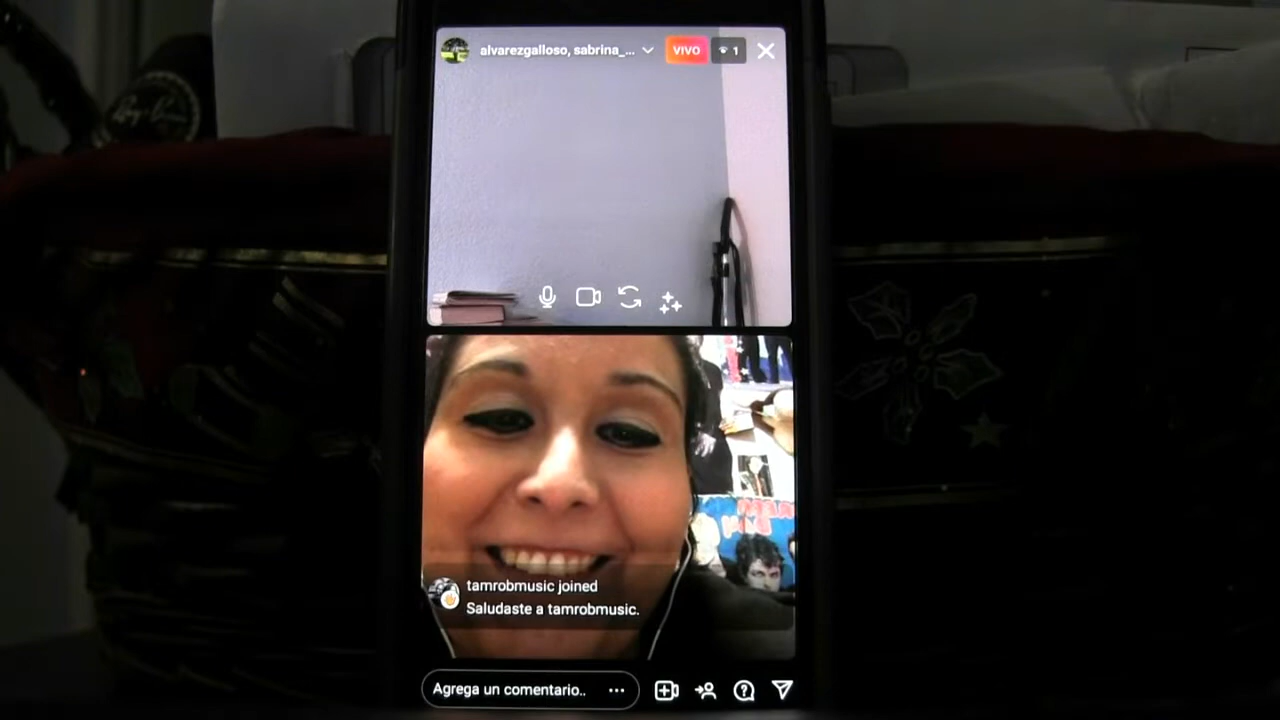 alvarezgalloso, sabrina_...
VIVO
1
tamrobmusic joined
Saludaste a tamrobmusic.
Agrega un comentario..